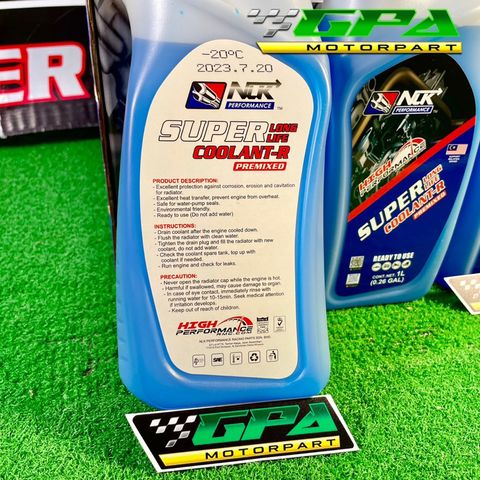 GPA
MOTORPART
ER
-20°C
2023.7.20
NLK
PERFORMANCE
TM
SUPER LONG LIFE
COOLANT-R
PREMIXED
PRODUCT DESCRIPTION:
- Excellent protection against corrosion, erosion and cavitation
for radiator.
- Excellent heat transfer, prevent engine from overheat.
- Safe for water-pump seals.
- Environmental friendly.
- Ready to use (Do not add water)
INSTRUCTIONS:
- Drain coolant after the engine cooled down.
- Flush the radiator with clean water.
- Tighten the drain plug and fill the radiator with new
coolant, do not add water.
- Check the coolant spare tank, top up with
coolant if needed.
- Run engine and check for leaks.
PRECAUTION:
- Never open the radiator cap while the engine is hot.
- Harmful if swallowed, may cause damage to organ.
- In case of eye contact, immediately rinse with
running water for 10-15min. Seek medical attention
if irritation develops.
- Keep out of reach of children.
HIGH
PERFORMANCE
SAE
NLK
PERFORMANCE
HIGH
PERFORMANCE
SUPER LONG LIFE
COOLANT-R
PREMIXED
READY TO USE
CONT. NET. 1L
(0.26 GAL)
GPA
MOTORPART